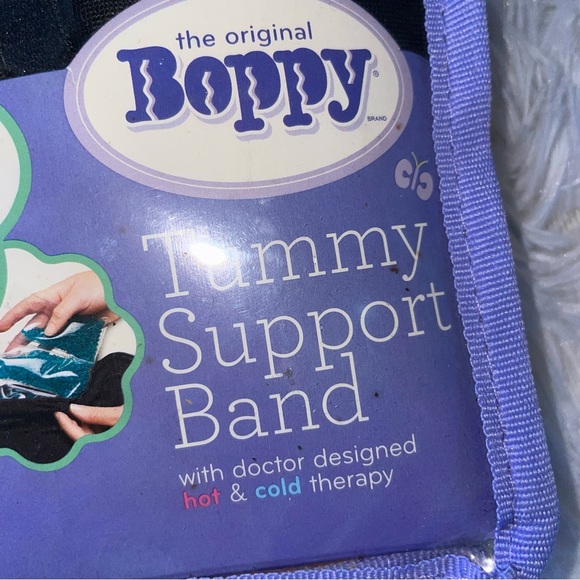 the original
Boppy®
BRAND
Tummy
Support
Band
with doctor designed
hot & cold therapy